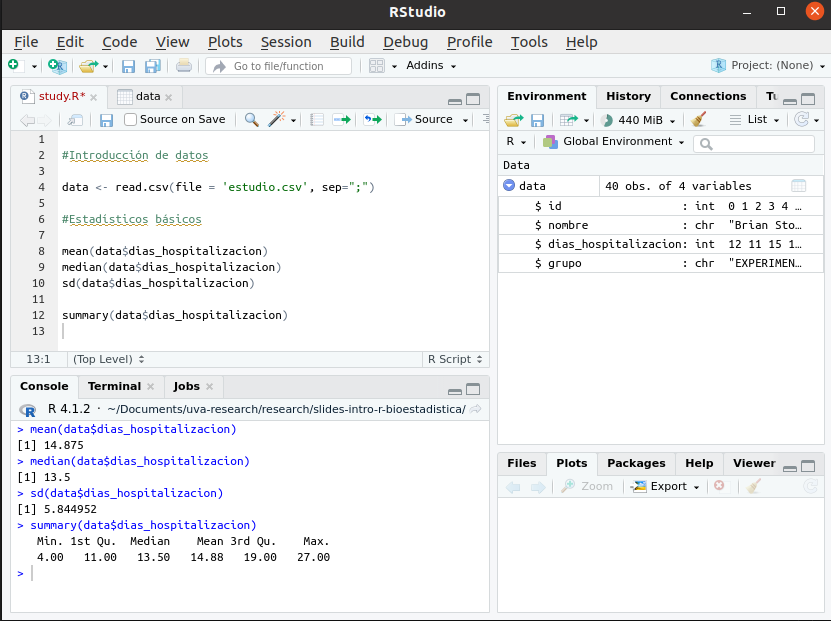 RStudio
File Edit Code View Plots Session Build Debug Profile Tools Help
Go to file/function Addins Project: (None)
study.R* data
Source on Save Source
1
2 #Introducción de datos
3
4 data <- read.csv(file = 'estudio.csv', sep=";")
5
6 #Estadisticos básicos
7
8 mean(data$dias_hospitalizacion)
9 median(data$dias_hospitalizacion)
10 sd(data$dias_hospitalizacion)
11
12 summary(data$dias_hospitalizacion)
13
13:1 (Top Level) R Script
Console Terminal Jobs
R 4.1.2 · ~/Documents/uva-research/research/slides-intro-r-bioestadistica/
> mean(data$dias_hospitalizacion)
[1] 14.875
> median(data$dias_hospitalizacion)
[1] 13.5
> sd(data$dias_hospitalizacion)
[1] 5.844952
> summary(data$dias_hospitalizacion)
Min. 1st Qu. Median Mean 3rd Qu. Max.
4.00 11.00 13.50 14.88 19.00 27.00
>
Environment History Connections Tu
440 MiB List
R Global Environment
Data
data 40 obs. of 4 variables
$ id : int 0 1 2 3 4 …
$ nombre : chr "Brian Sto…
$ dias_hospitalizacion: int 12 11 15 1…
$ grupo : chr "EXPERIMEN…
Files Plots Packages Help Viewer
Zoom Export